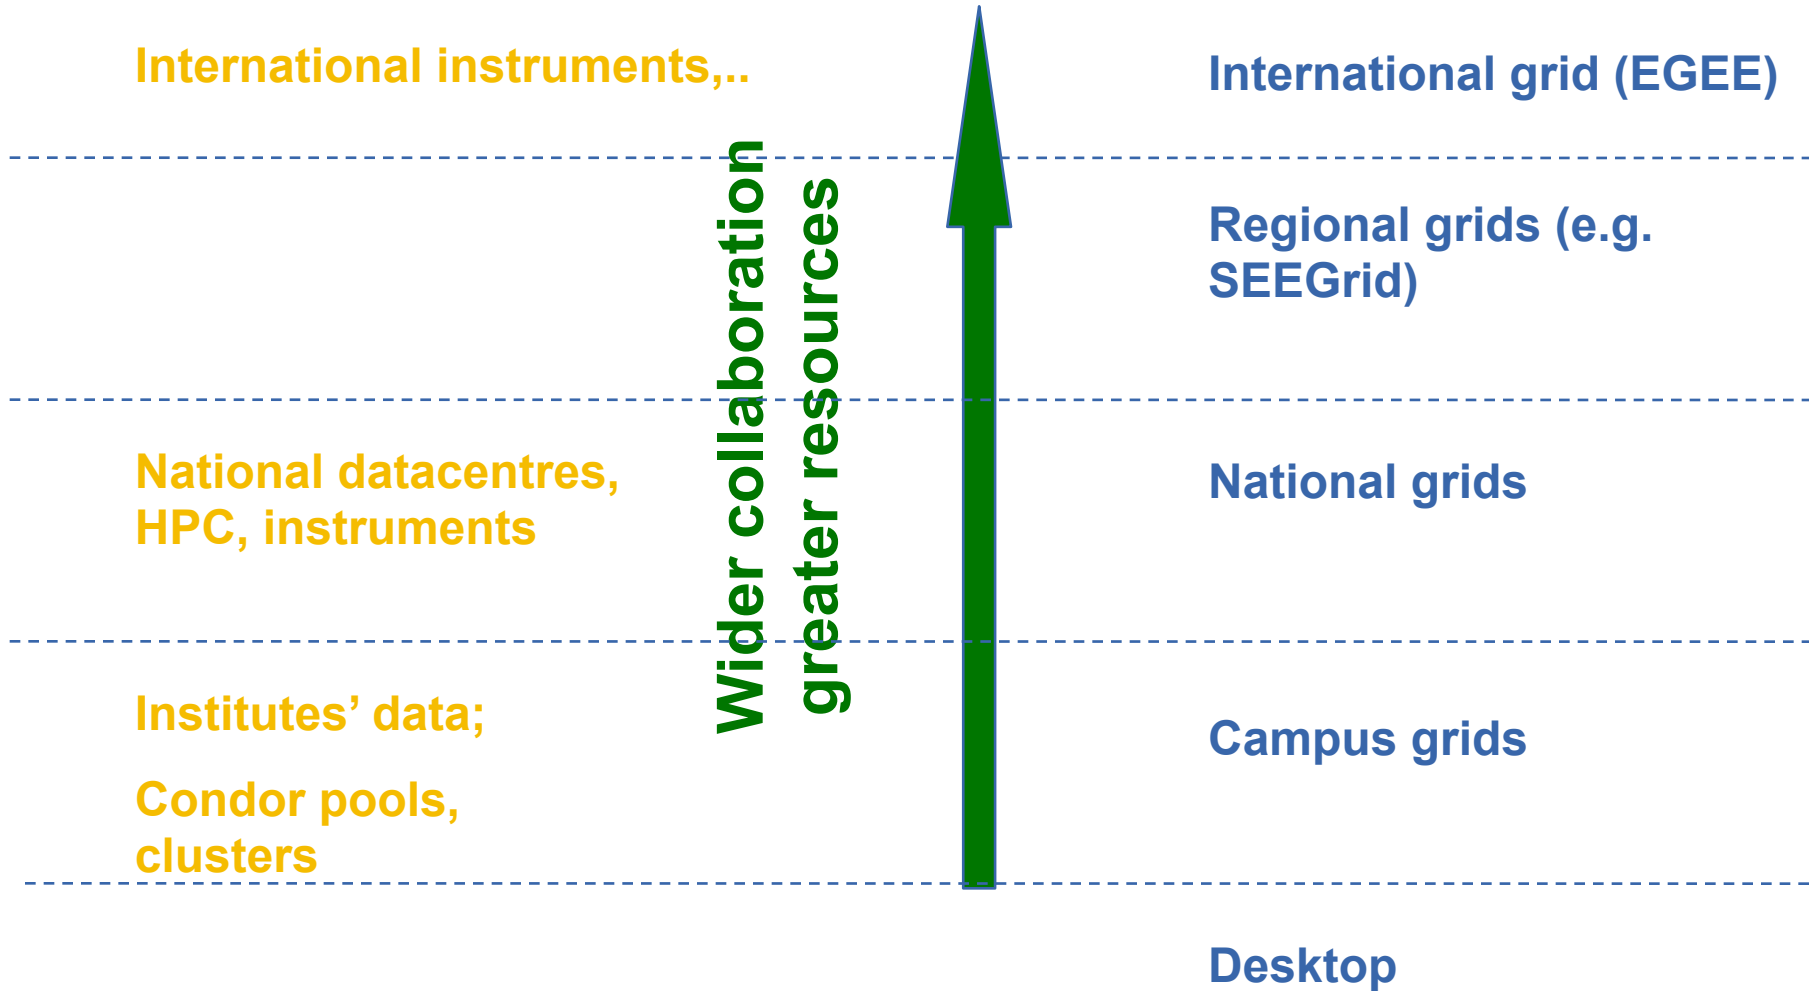 International instruments,..
International grid (EGEE)
Wider collaboration
greater resources
Regional grids (e.g.
SEEGrid)
National datacentres,
HPC, instruments
National grids
Institutes’ data;
Condor pools,
clusters
Campus grids
Desktop